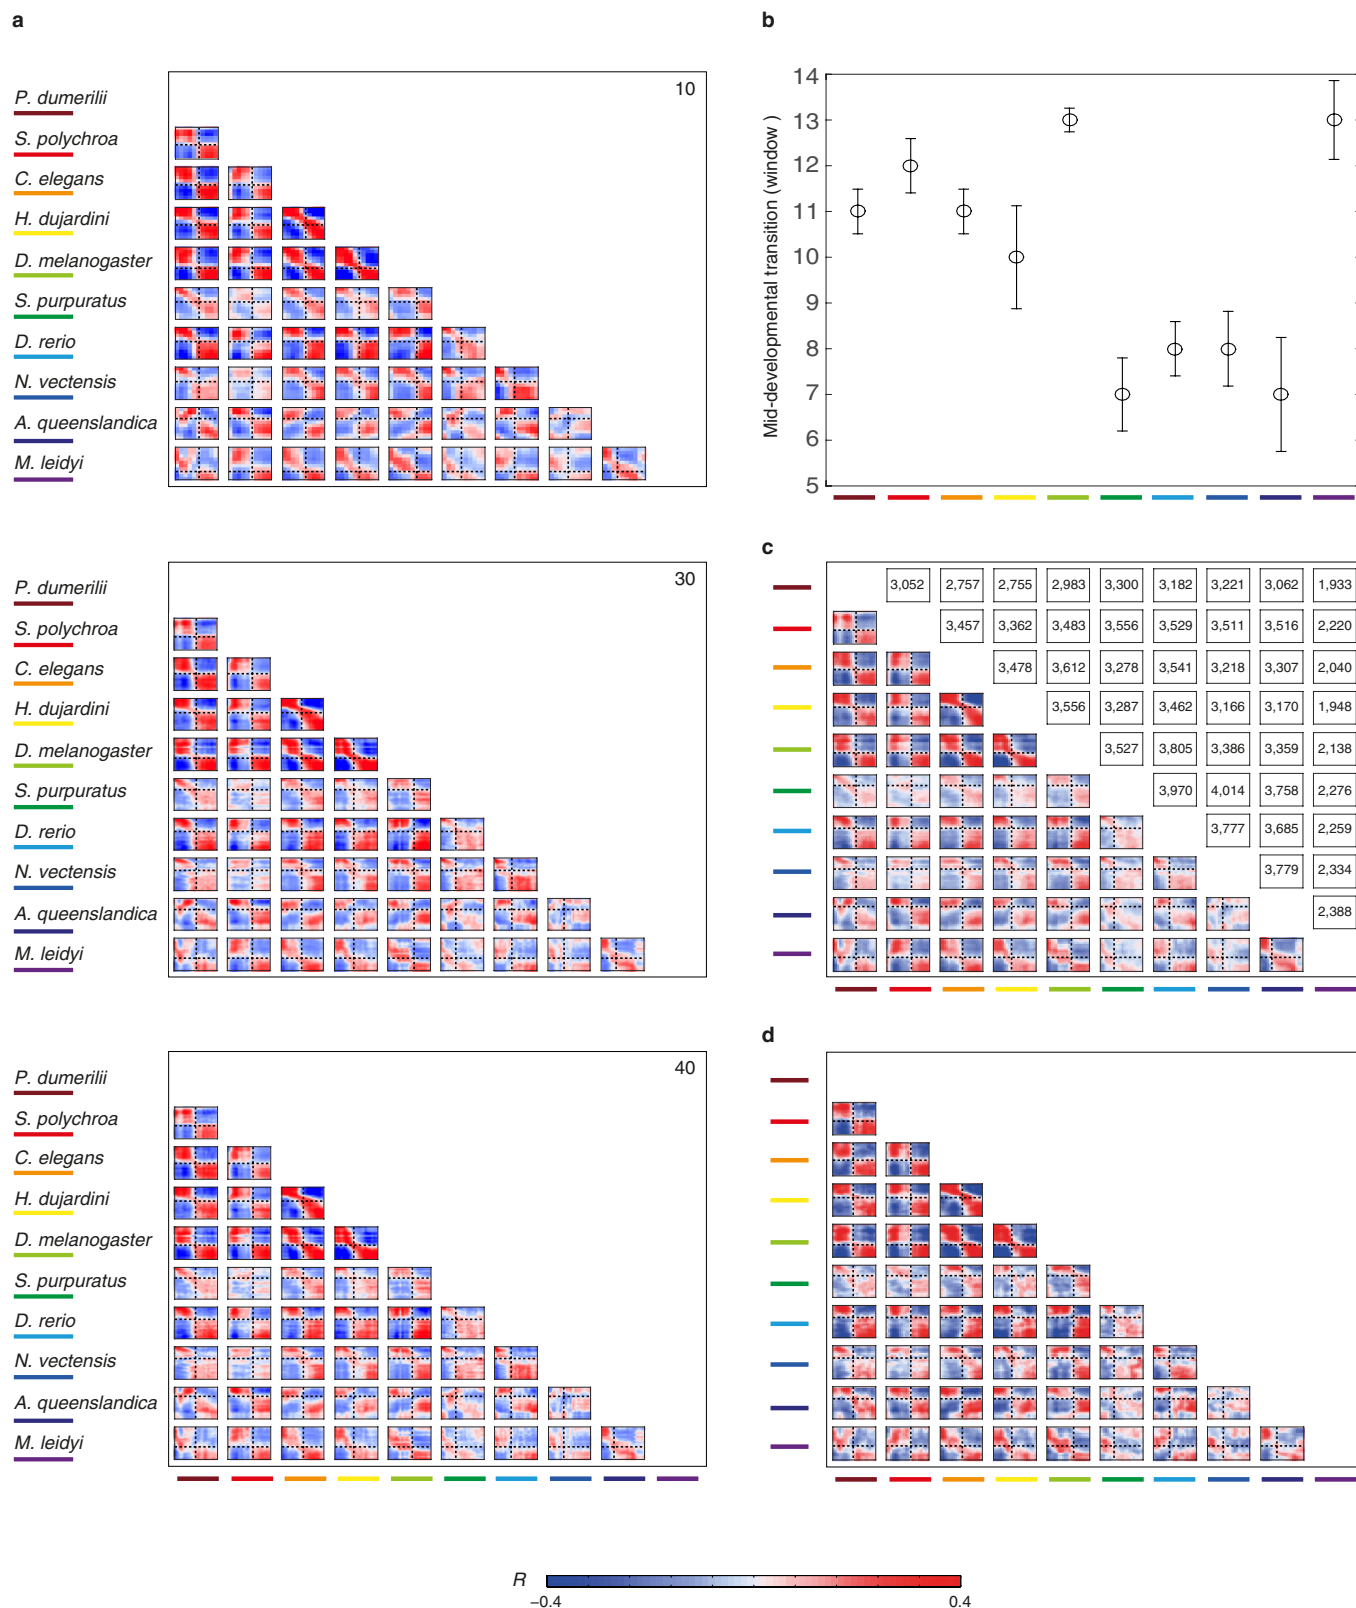 a
10
P. dumerilii
S. polychroa
C. elegans
H. dujardini
D. melanogaster
S. purpuratus
D. rerio
N. vectensis
A. queenslandica
M. leidyi
b
Mid-developmental transition (window )
14
13
12
11
10
9
8
7
6
5
30
P. dumerilii
S. polychroa
C. elegans
H. dujardini
D. melanogaster
S. purpuratus
D. rerio
N. vectensis
A. queenslandica
M. leidyi
c
3,052 2,757 2,755 2,983 3,300 3,182 3,221 3,062 1,933
3,457 3,362 3,483 3,556 3,529 3,511 3,516 2,220
3,478 3,612 3,278 3,541 3,218 3,307 2,040
3,556 3,287 3,462 3,166 3,170 1,948
3,527 3,805 3,386 3,359 2,138
3,970 4,014 3,758 2,276
3,777 3,685 2,259
3,779 2,334
2,388
40
P. dumerilii
S. polychroa
C. elegans
H. dujardini
D. melanogaster
S. purpuratus
D. rerio
N. vectensis
A. queenslandica
M. leidyi
d
R
−0.4 0.4